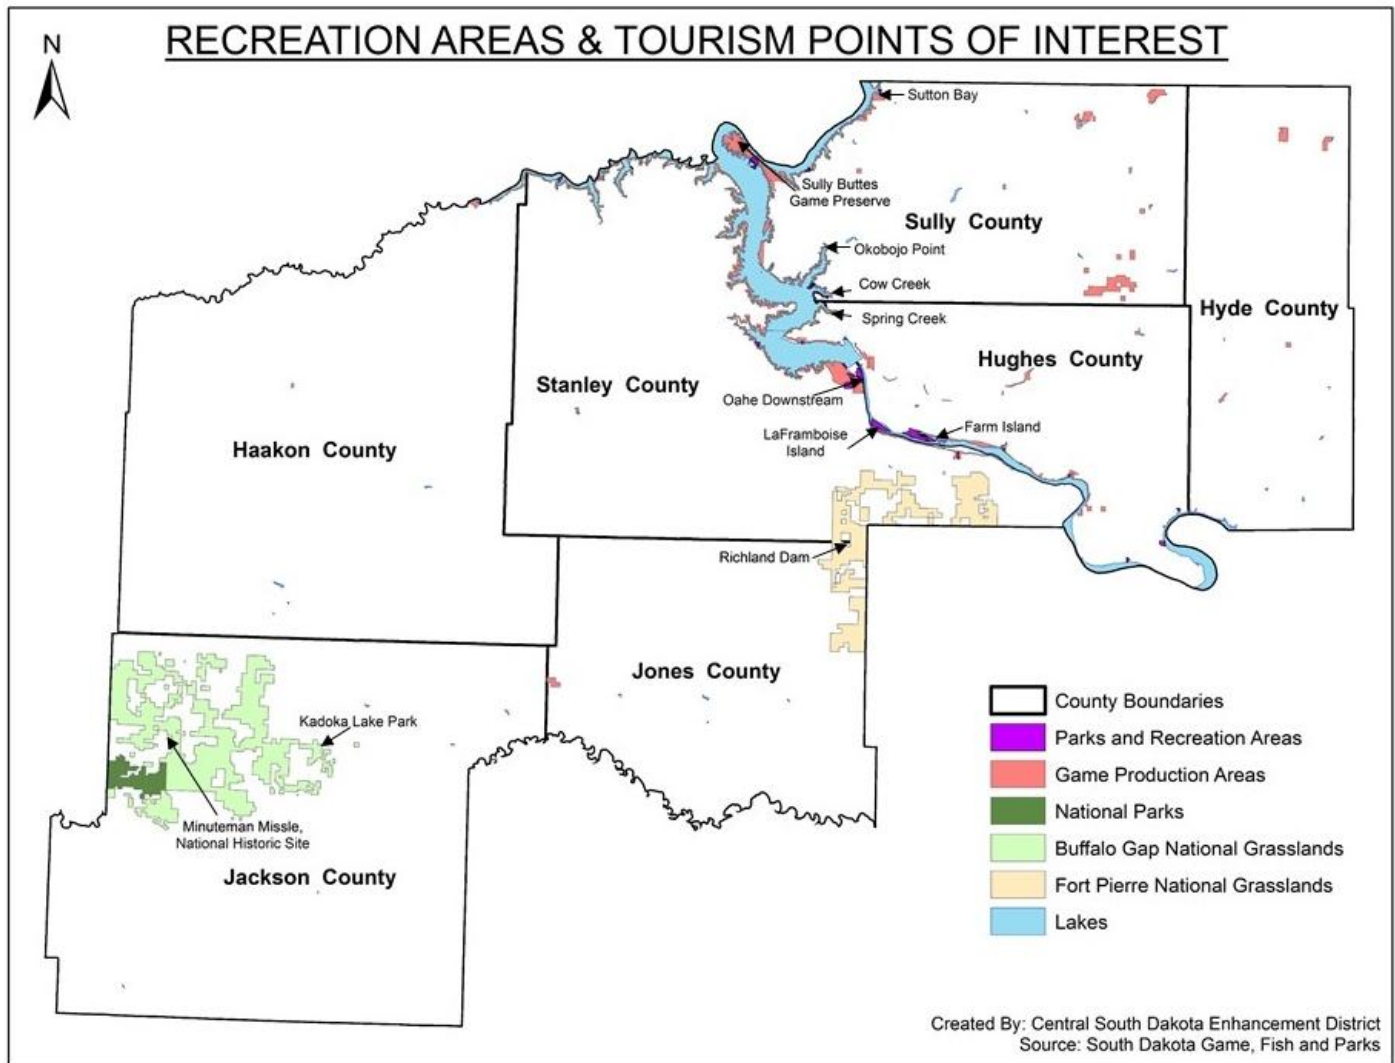 RECREATION AREAS & TOURISM POINTS OF INTEREST
N
Sutton Bay
Sully Buttes
Game Preserve
Sully County
Okobojo Point
Cow Creek
Spring Creek
Hyde County
Hughes County
Stanley County
Oahe Downstream
LaFramboise
Island
Farm Island
Haakon County
Richland Dam
Jones County
Kadoka Lake Park
Minuteman Missle,
National Historic Site
Jackson County
County Boundaries
Parks and Recreation Areas
Game Production Areas
National Parks
Buffalo Gap National Grasslands
Fort Pierre National Grasslands
Lakes
Created By: Central South Dakota Enhancement District
Source: South Dakota Game, Fish and Parks